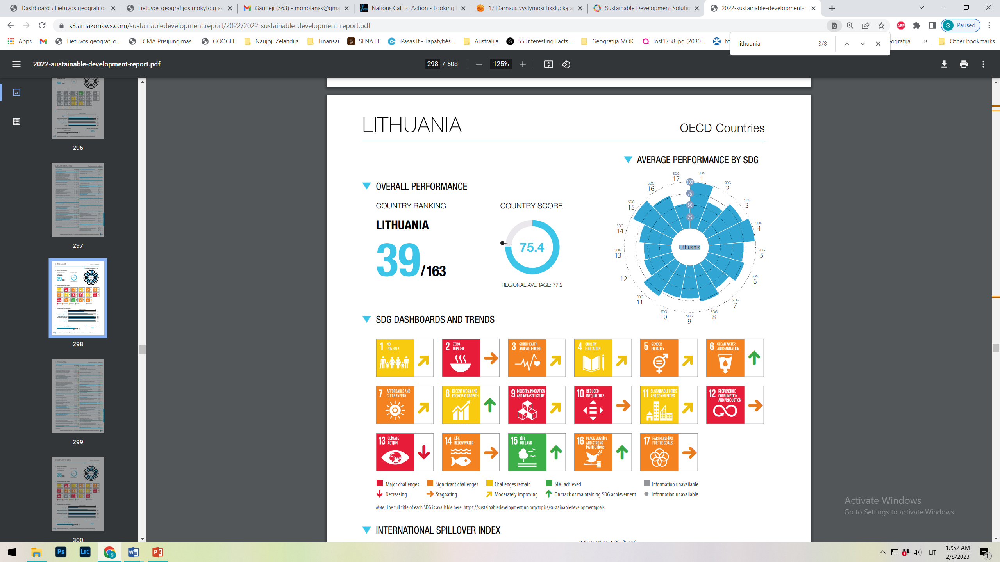 Dashboard ‹ Lietuvos geografijos
Lietuvos geografijos mokytojų as
Gautieji (563) - monblanas@gma
Nations Call to Action - Looking
17 Darnaus vystymosi tikslų: ką a
Sustainable Development Solutio
2022-sustainable-development-r
s3.amazonaws.com/sustainabledevelopment.report/2022/2022-sustainable-development-report.pdf
ABP
S Paused
Apps
Lietuvos geografijo...
LGMA Prisijungimas
GOOGLE
Naujoji Zelandija
Finansai
SENA.LT
iPasas.lt - Tapatybės...
Australija
55 Interesting Facts...
Geografija MOK
losf1758.jpg (2030...
ht
eografija
»
Other bookmarks
lithuania 3/8
2022-sustainable-development-report.pdf
298 / 508
125%
296
297
298
299
300
LITHUANIA
OECD Countries
AVERAGE PERFORMANCE BY SDG
SDG 1
SDG 2
SDG 3
SDG 4
SDG 5
SDG 6
SDG 7
SDG 8
SDG 9
SDG 10
SDG 11
12
SDG 13
SDG 14
SDG 15
SDG 16
SDG 17
100
75
50
25
Lithuania
OVERALL PERFORMANCE
COUNTRY RANKING
LITHUANIA
39/163
COUNTRY SCORE
75.4
REGIONAL AVERAGE: 77.2
SDG DASHBOARDS AND TRENDS
1 NO POVERTY
2 ZERO HUNGER
3 GOOD HEALTH AND WELL-BEING
4 QUALITY EDUCATION
5 GENDER EQUALITY
6 CLEAN WATER AND SANITATION
7 AFFORDABLE AND CLEAN ENERGY
8 DECENT WORK AND ECONOMIC GROWTH
9 INDUSTRY, INNOVATION AND INFRASTRUCTURE
10 REDUCED INEQUALITIES
11 SUSTAINABLE CITIES AND COMMUNITIES
12 RESPONSIBLE CONSUMPTION AND PRODUCTION
13 CLIMATE ACTION
14 LIFE BELOW WATER
15 LIFE ON LAND
16 PEACE, JUSTICE AND STRONG INSTITUTIONS
17 PARTNERSHIPS FOR THE GOALS
Major challenges
Significant challenges
Challenges remain
SDG achieved
Information unavailable
Decreasing
Stagnating
Moderately improving
On track or maintaining SDG achievement
Information unavailable
Note: The full title of each SDG is available here: https://sustainabledevelopment.un.org/topics/sustainabledevelopmentgoals
INTERNATIONAL SPILLOVER INDEX
0 (worst) to 100 (best)
Activate Windows
Go to Settings to activate Windows.
Ps
LrC
LIT
12:52 AM
2/8/2023
1